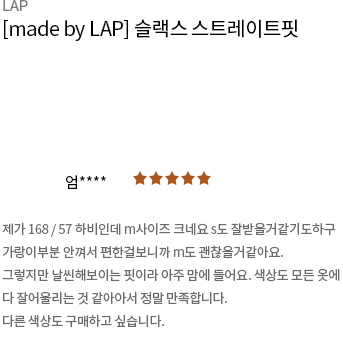 LAP
[made by LAP] 슬랙스 스트레이트핏
엄****
제가 168 / 57 하비인데 m사이즈 크네요 s도 잘받을거같기도하구
가랑이부분 안껴서 편한걸보니까 m도 괜찮을거같아요.
그렇지만 날씬해보이는 핏이라 아주 맘에 들어요. 색상도 모든 옷에
다 잘어울리는 것 같아아서 정말 만족합니다.
다른 색상도 구매하고 싶습니다.